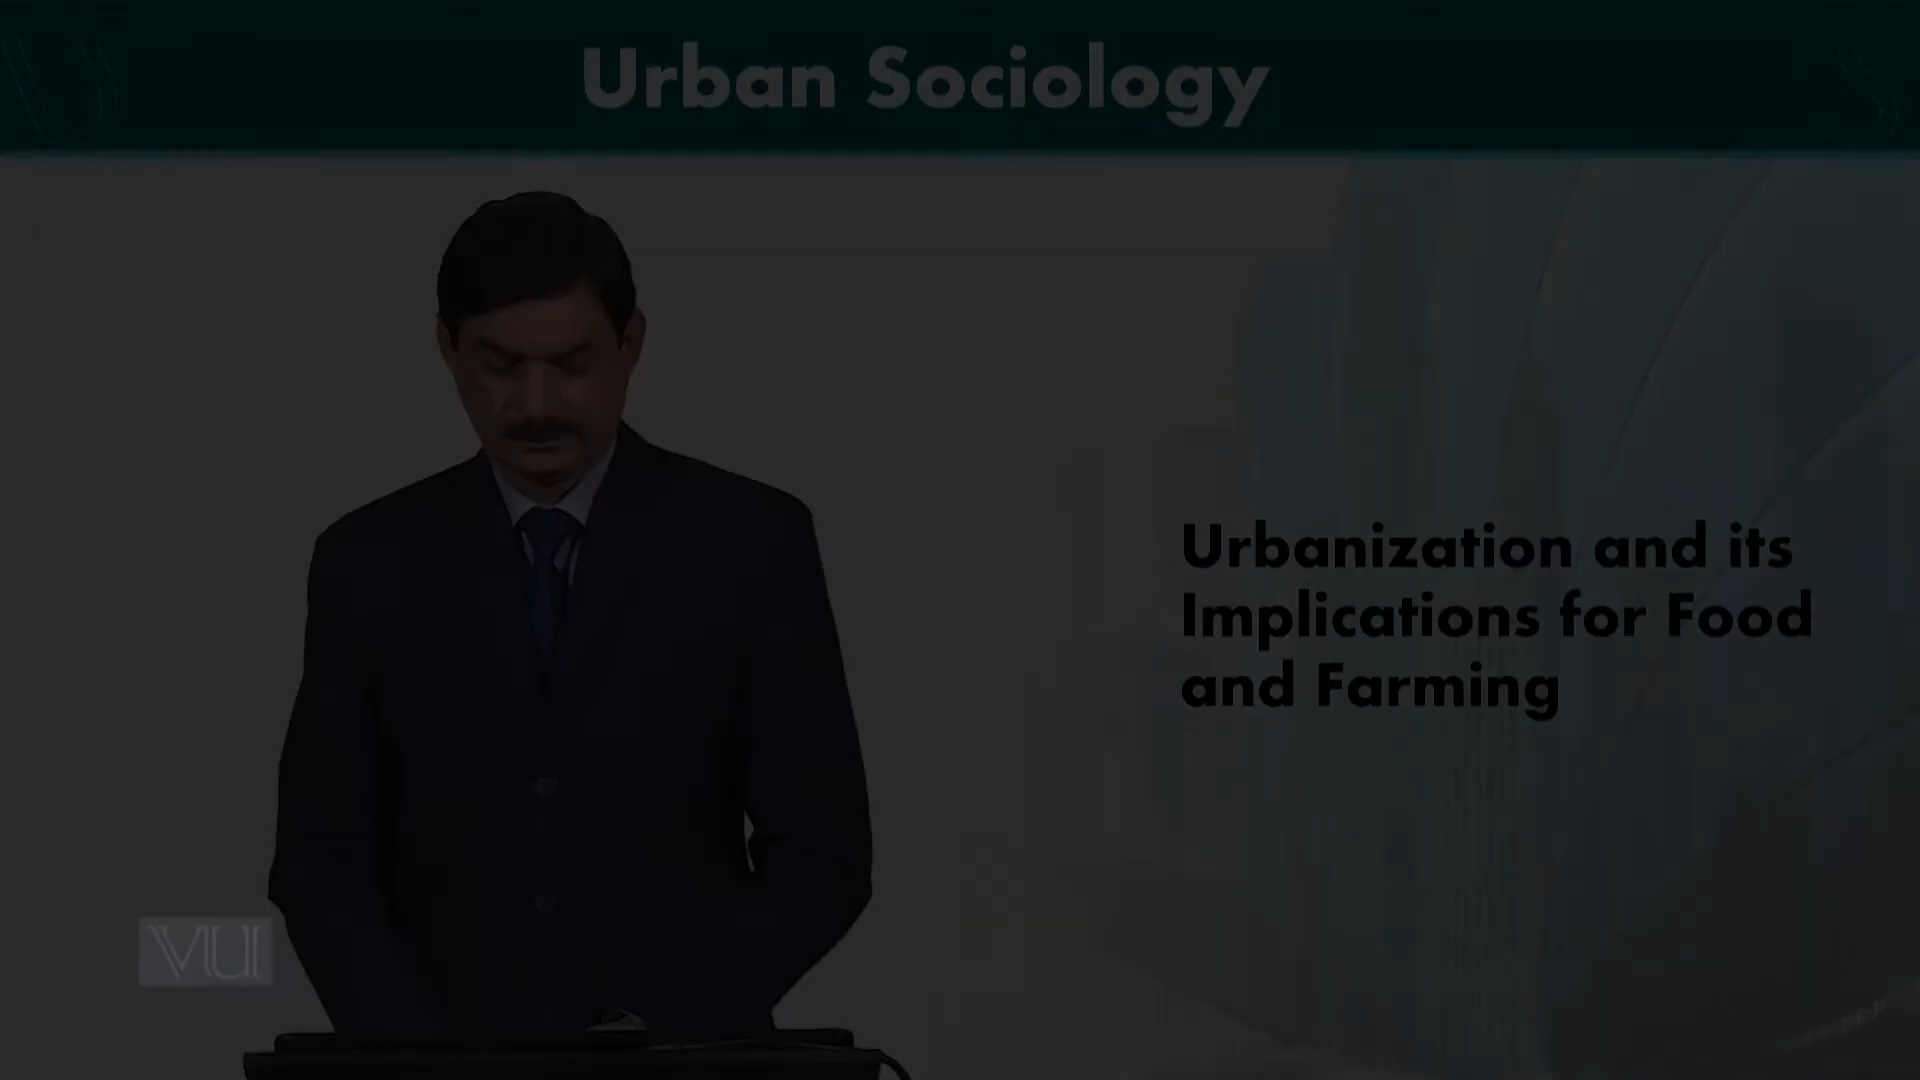 Urban Sociology
Urbanization and its
Implications for Food
and Farming
VU